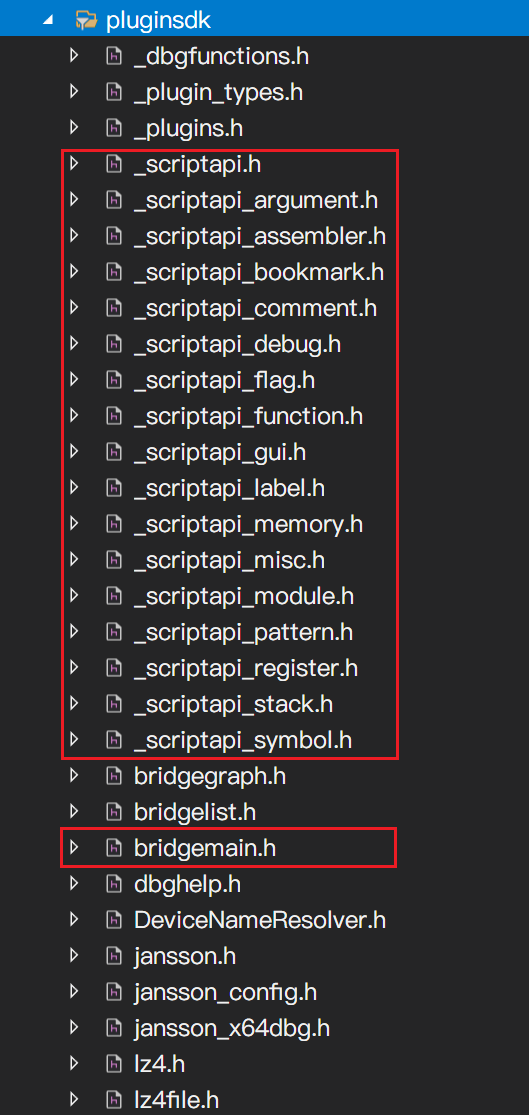 pluginsdk
_dbgfunctions.h
_plugin_types.h
_plugins.h
_scriptapi.h
_scriptapi_argument.h
_scriptapi_assembler.h
_scriptapi_bookmark.h
_scriptapi_comment.h
_scriptapi_debug.h
_scriptapi_flag.h
_scriptapi_function.h
_scriptapi_gui.h
_scriptapi_label.h
_scriptapi_memory.h
_scriptapi_misc.h
_scriptapi_module.h
_scriptapi_pattern.h
_scriptapi_register.h
_scriptapi_stack.h
_scriptapi_symbol.h
bridgegraph.h
bridgelist.h
bridgemain.h
dbghelp.h
DeviceNameResolver.h
jansson.h
jansson_config.h
jansson_x64dbg.h
lz4.h
lz4file.h